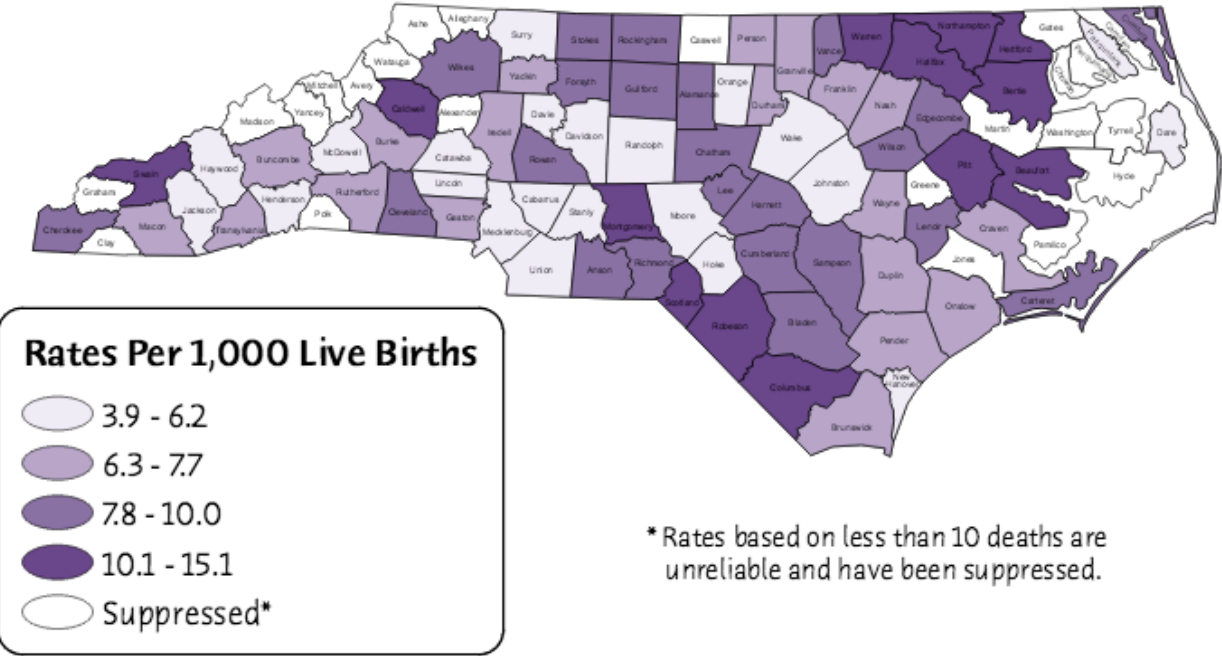 Ashe
Alleghany
Surry
Stokes
Rockingham
Caswell
Person
Granville
Vance
Warren
Northampton
Gates
Hertford
Halifax
Bertie
Watauga
Wilkes
Yadkin
Forsyth
Guilford
Alamance
Orange
Durham
Franklin
Nash
Edgecombe
Martin
Washington
Tyrrell
Dare
Mitchell
Avery
Caldwell
Alexander
Iredell
Davie
Davidson
Randolph
Chatham
Wake
Wilson
Pitt
Beaufort
Hyde
Madison
Yancey
McDowell
Burke
Catawba
Rowan
Johnston
Greene
Swain
Haywood
Buncombe
Lincoln
Lee
Harnett
Wayne
Lenoir
Craven
Pamlico
Graham
Jackson
Henderson
Rutherford
Polk
Cleveland
Gaston
Cabarrus
Stanly
Montgomery
Moore
Cherokee
Clay
Macon
Transylvania
Mecklenburg
Union
Anson
Richmond
Hoke
Cumberland
Sampson
Duplin
Jones
Carteret
Scotland
Robeson
Bladen
Onslow
Pender
Columbus
New
Hanover
Brunswick
Rates Per 1,000 Live Births
3.9 - 6.2
6.3 - 7.7
7.8 - 10.0
10.1 - 15.1
Suppressed*
* Rates based on less than 10 deaths are
unreliable and have been suppressed.